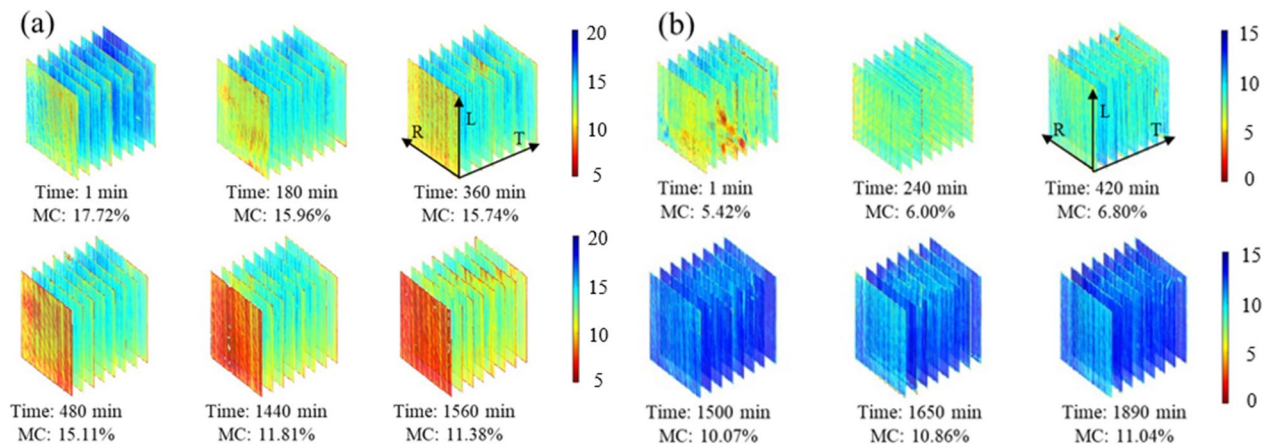 (a)
(b)
20
15
10
5
15
10
5
0
R
L
T
R
L
T
Time: 1 min
Time: 180 min
Time: 360 min
Time: 1 min
Time: 240 min
Time: 420 min
MC: 17.72%
MC: 15.96%
MC: 15.74%
MC: 5.42%
MC: 6.00%
MC: 6.80%
20
15
10
5
15
10
5
0
Time: 480 min
Time: 1440 min
Time: 1560 min
Time: 1500 min
Time: 1650 min
Time: 1890 min
MC: 15.11%
MC: 11.81%
MC: 11.38%
MC: 10.07%
MC: 10.86%
MC: 11.04%